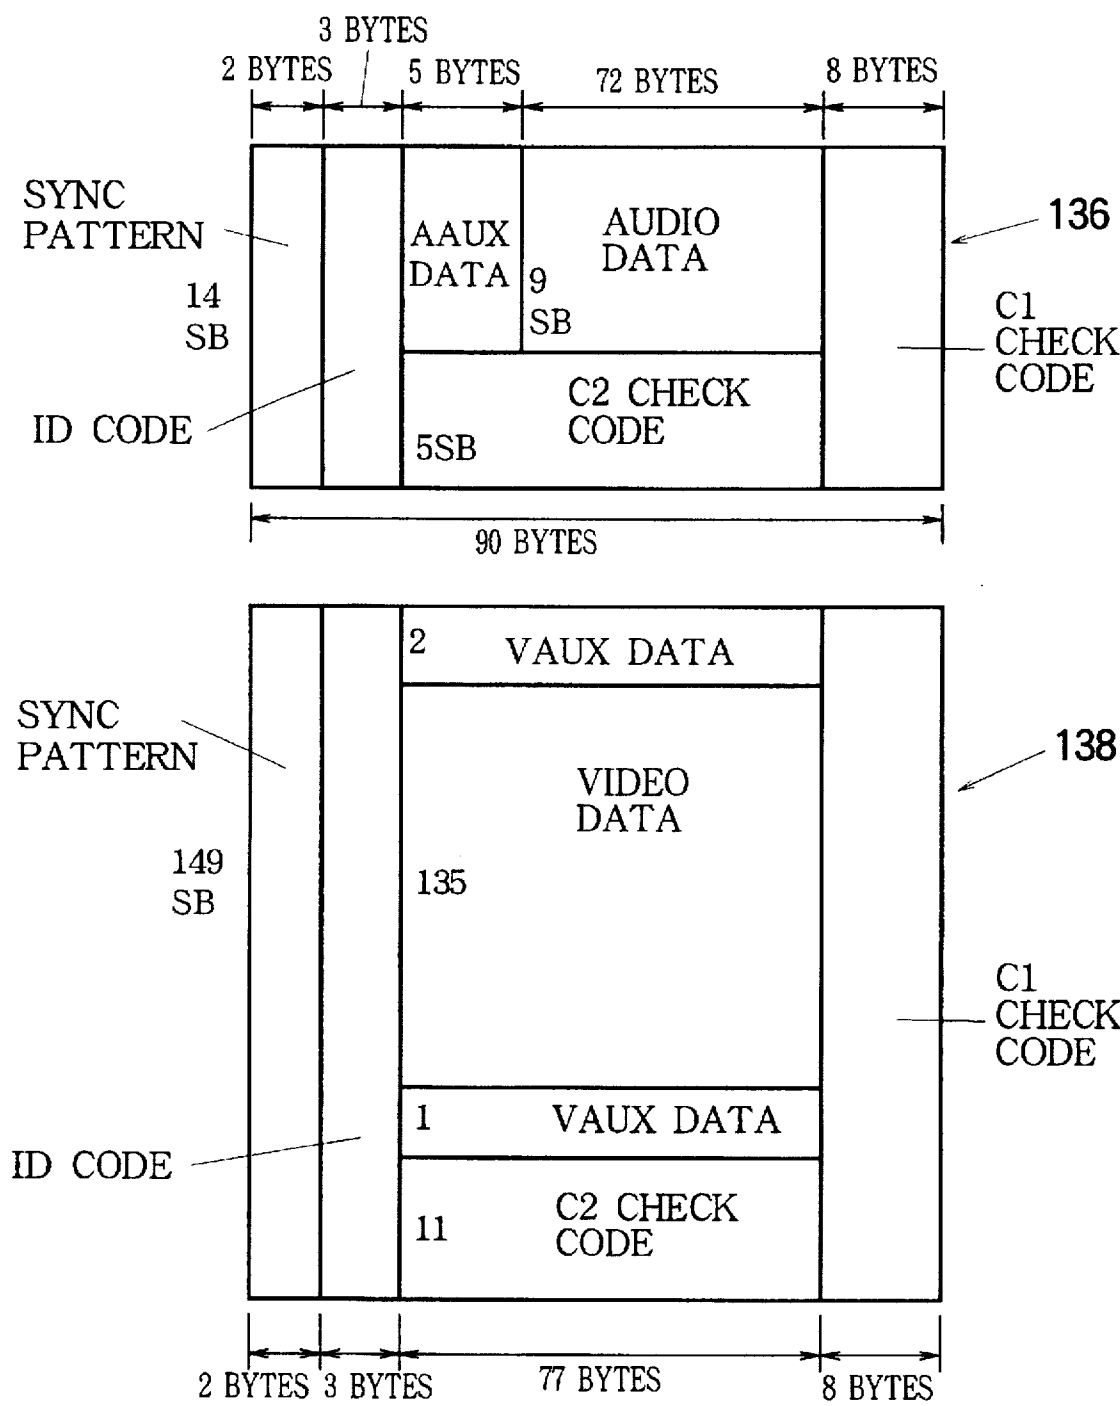 3 BYTES
2 BYTES
5 BYTES
72 BYTES
8 BYTES
SYNC
PATTERN
14
SB
ID CODE
AAUX
DATA
9
SB
AUDIO
DATA
C2 CHECK
CODE
5SB
136
C1
CHECK
CODE
90 BYTES
2
VAUX DATA
SYNC
PATTERN
149
SB
VIDEO
DATA
135
138
C1
CHECK
CODE
1
VAUX DATA
ID CODE
11
C2 CHECK
CODE
2 BYTES
3 BYTES
77 BYTES
8 BYTES